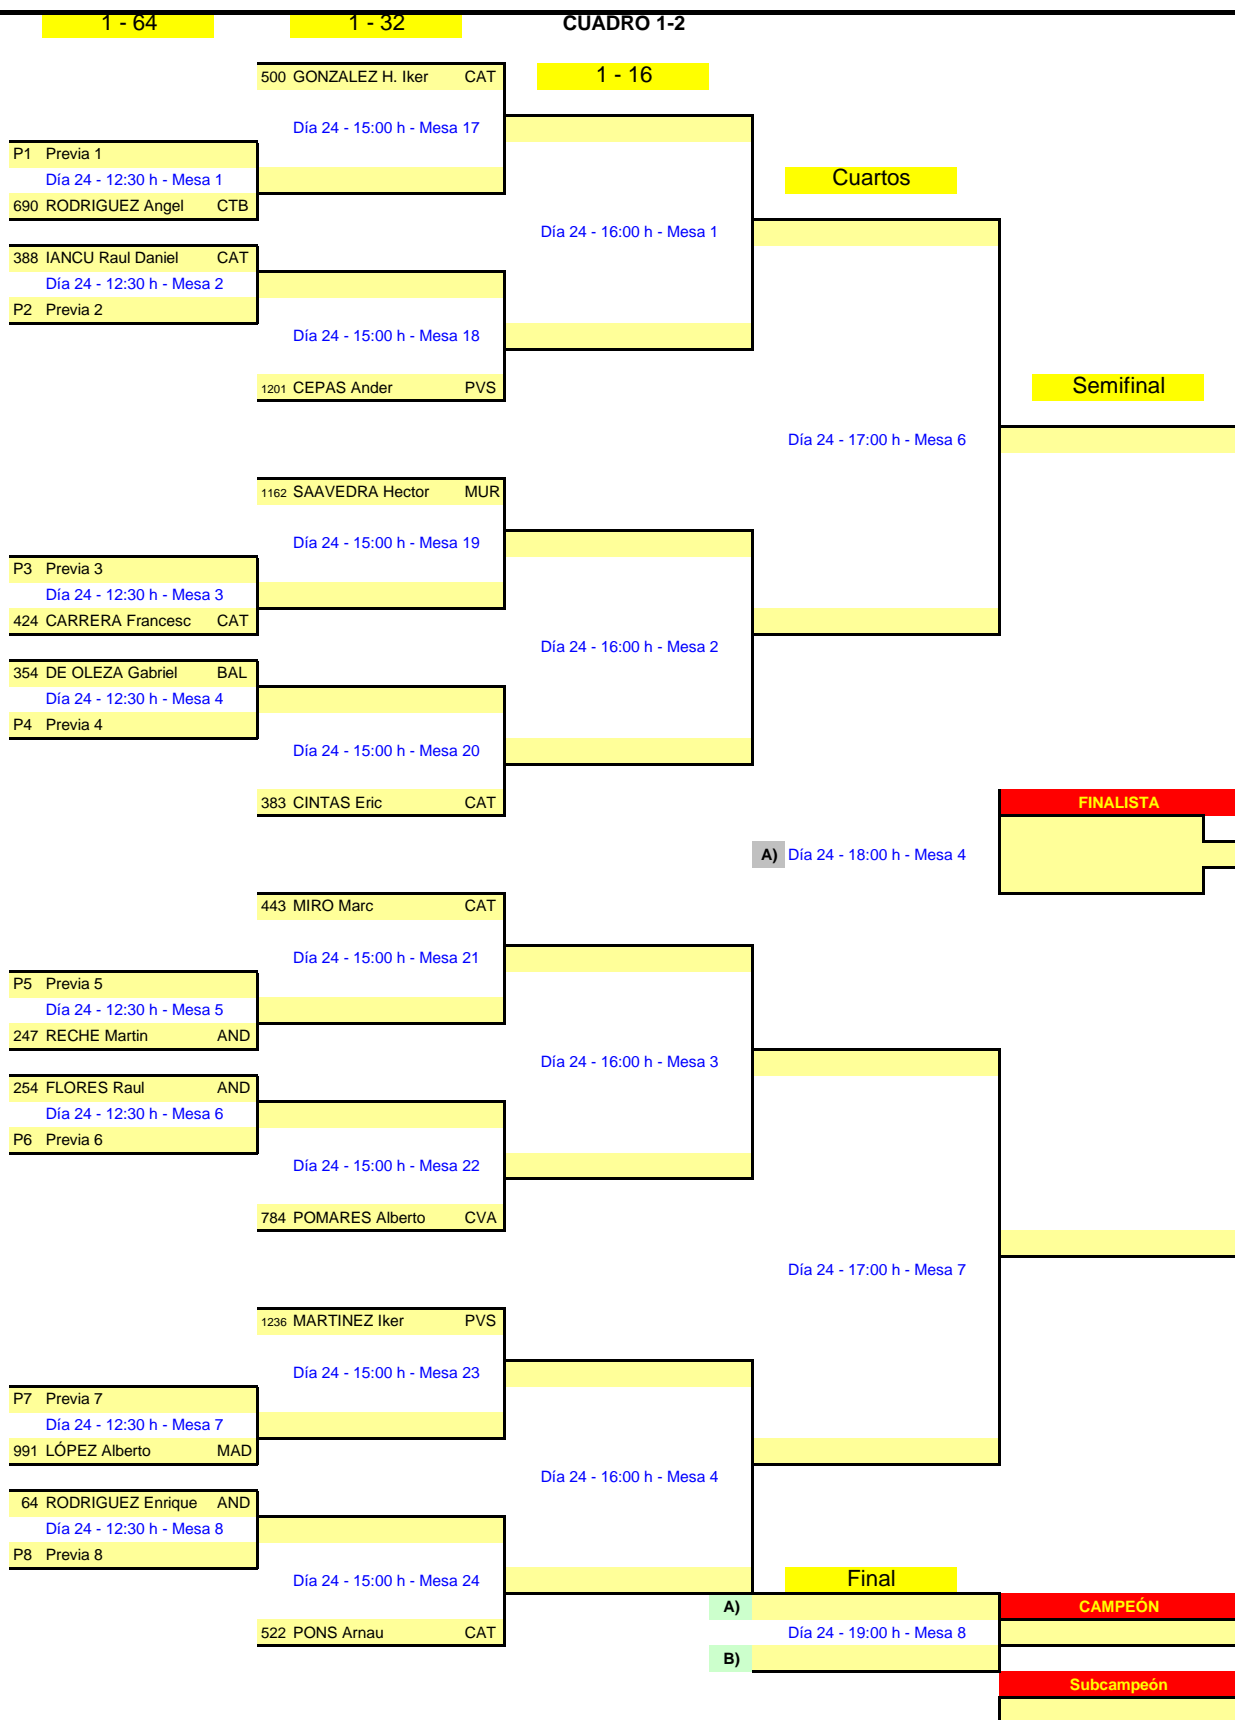 1 - 64
1 - 32
CUADRO 1-2
500 GONZALEZ H. Iker CAT
1 - 16
Día 24 - 15:00 h - Mesa 17
P1 Previa 1
Día 24 - 12:30 h - Mesa 1
Cuartos
690 RODRIGUEZ Angel CTB
Día 24 - 16:00 h - Mesa 1
388 IANCU Raul Daniel CAT
Día 24 - 12:30 h - Mesa 2
P2 Previa 2
Día 24 - 15:00 h - Mesa 18
1201 CEPAS Ander PVS
Semifinal
Día 24 - 17:00 h - Mesa 6
1162 SAAVEDRA Hector MUR
Día 24 - 15:00 h - Mesa 19
P3 Previa 3
Día 24 - 12:30 h - Mesa 3
424 CARRERA Francesc CAT
Día 24 - 16:00 h - Mesa 2
354 DE OLEZA Gabriel BAL
Día 24 - 12:30 h - Mesa 4
P4 Previa 4
Día 24 - 15:00 h - Mesa 20
383 CINTAS Eric CAT
FINALISTA
A) Día 24 - 18:00 h - Mesa 4
443 MIRO Marc CAT
Día 24 - 15:00 h - Mesa 21
P5 Previa 5
Día 24 - 12:30 h - Mesa 5
247 RECHE Martin AND
Día 24 - 16:00 h - Mesa 3
254 FLORES Raul AND
Día 24 - 12:30 h - Mesa 6
P6 Previa 6
Día 24 - 15:00 h - Mesa 22
784 POMARES Alberto CVA
Día 24 - 17:00 h - Mesa 7
1236 MARTINEZ Iker PVS
Día 24 - 15:00 h - Mesa 23
P7 Previa 7
Día 24 - 12:30 h - Mesa 7
991 LÓPEZ Alberto MAD
Día 24 - 16:00 h - Mesa 4
64 RODRIGUEZ Enrique AND
Día 24 - 12:30 h - Mesa 8
P8 Previa 8
Día 24 - 15:00 h - Mesa 24
Final
A)
CAMPEÓN
522 PONS Arnau CAT
Día 24 - 19:00 h - Mesa 8
B)
Subcampeón